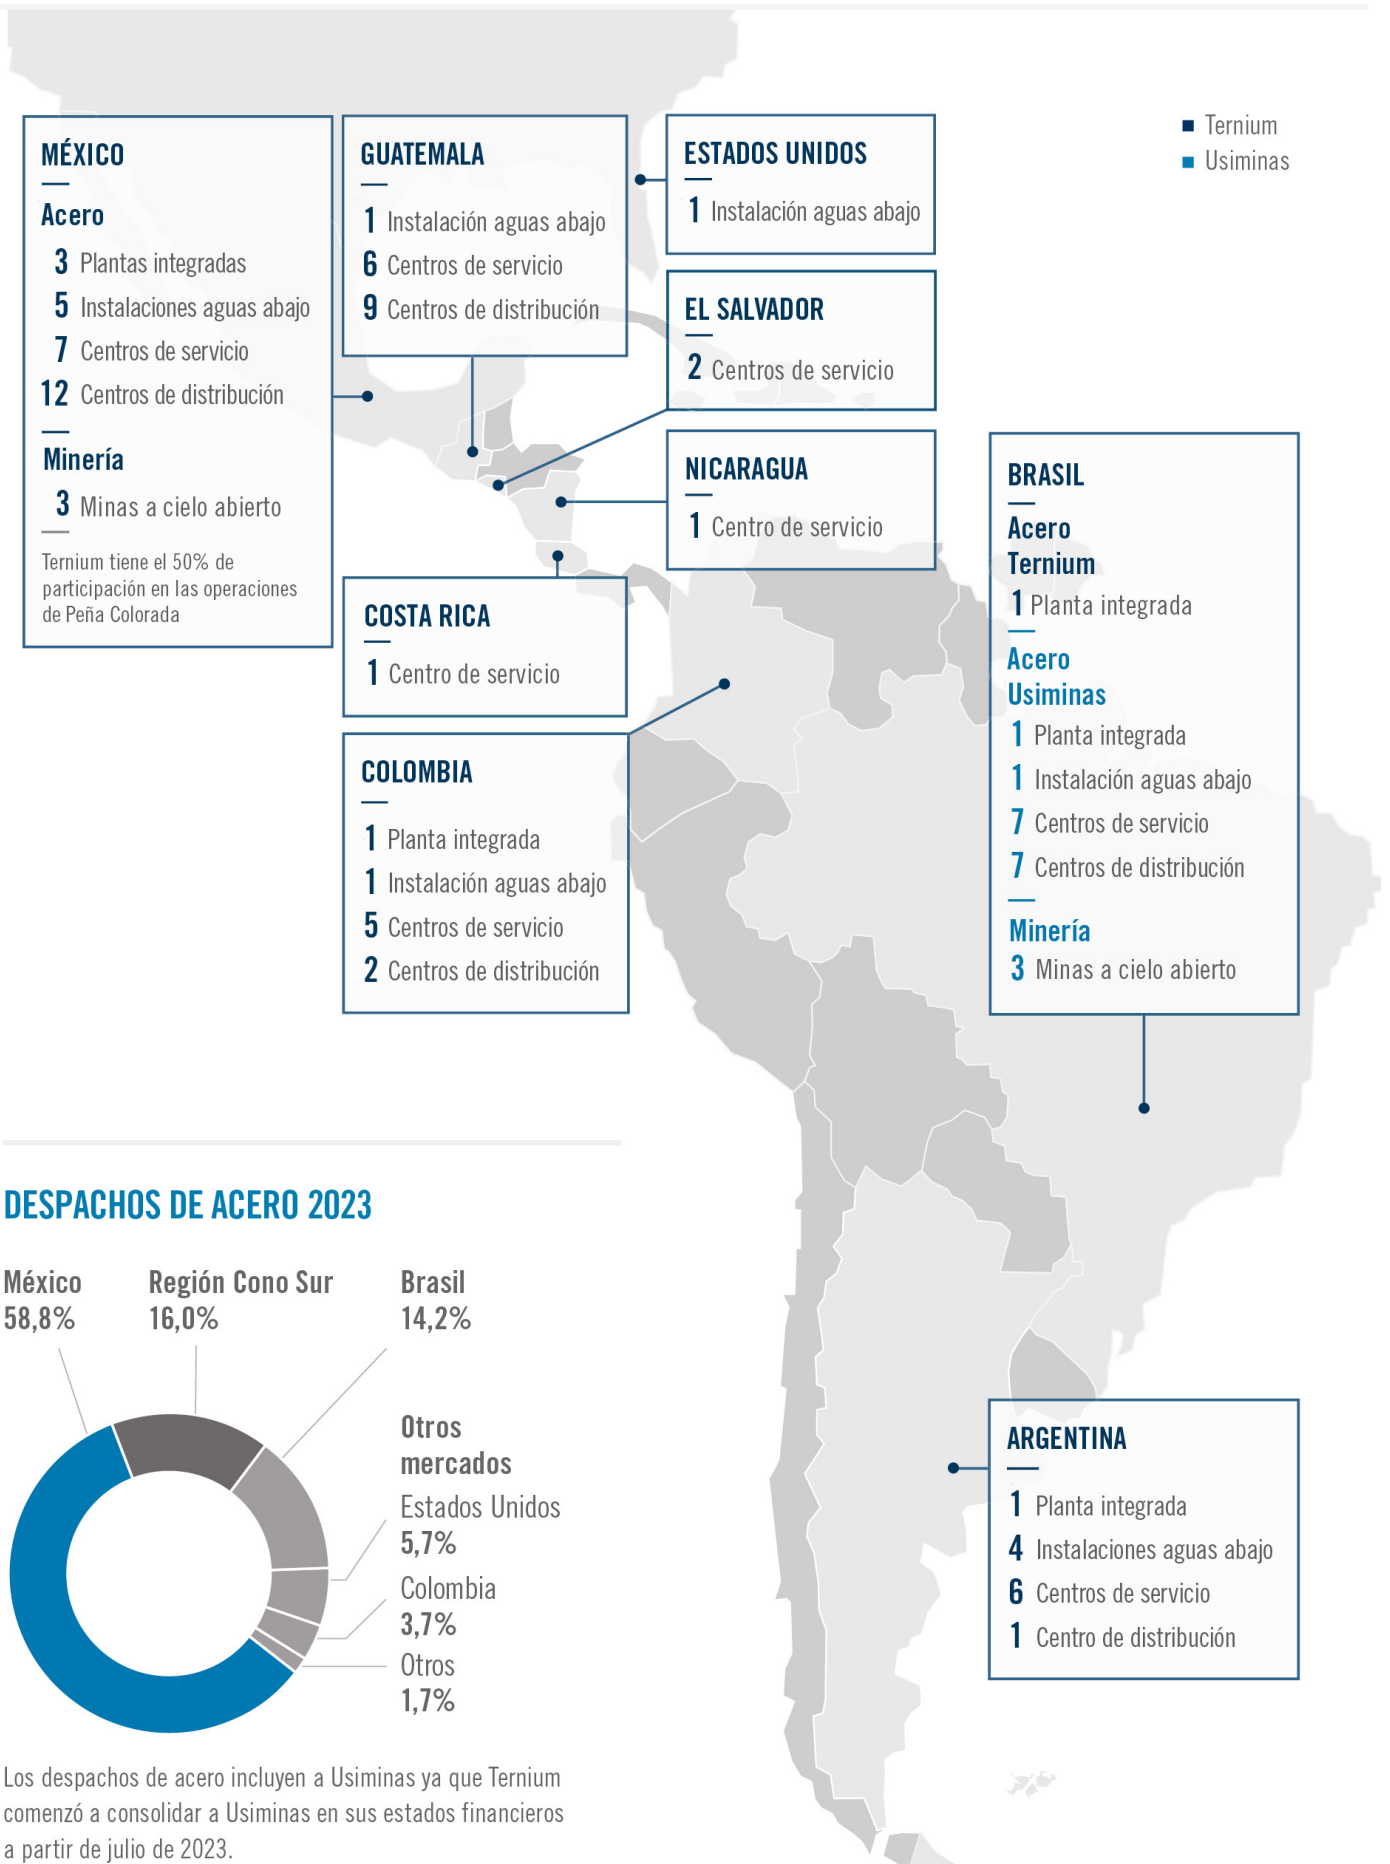 Ternium
Usiminas
MÉXICO
Acero
3 Plantas integradas
5 Instalaciones aguas abajo
7 Centros de servicio
12 Centros de distribución
Minería
3 Minas a cielo abierto
Ternium tiene el 50% de
participación en las operaciones
de Peña Colorada
GUATEMALA
1 Instalación aguas abajo
6 Centros de servicio
9 Centros de distribución
ESTADOS UNIDOS
1 Instalación aguas abajo
EL SALVADOR
2 Centros de servicio
NICARAGUA
1 Centro de servicio
COSTA RICA
1 Centro de servicio
COLOMBIA
1 Planta integrada
1 Instalación aguas abajo
5 Centros de servicio
2 Centros de distribución
BRASIL
Acero
Ternium
1 Planta integrada
Acero
Usiminas
1 Planta integrada
1 Instalación aguas abajo
7 Centros de servicio
7 Centros de distribución
Minería
3 Minas a cielo abierto
ARGENTINA
1 Planta integrada
4 Instalaciones aguas abajo
6 Centros de servicio
1 Centro de distribución
DESPACHOS DE ACERO 2023
México
58,8%
Región Cono Sur
16,0%
Brasil
14,2%
Otros
mercados
Estados Unidos
5,7%
Colombia
3,7%
Otros
1,7%
Los despachos de acero incluyen a Usiminas ya que Ternium
comenzó a consolidar a Usiminas en sus estados financieros
a partir de julio de 2023.